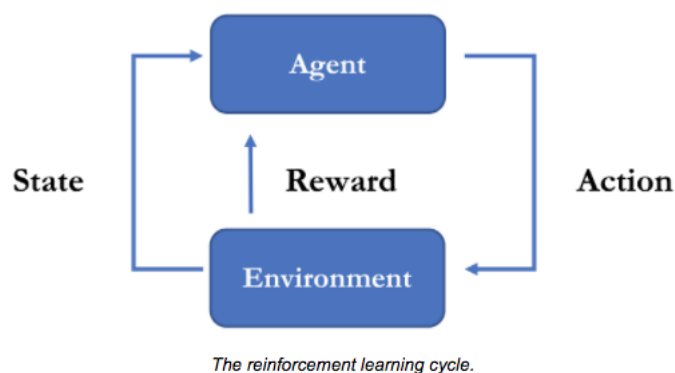 Agent
State
Reward
Action
Environment
The reinforcement learning cycle.